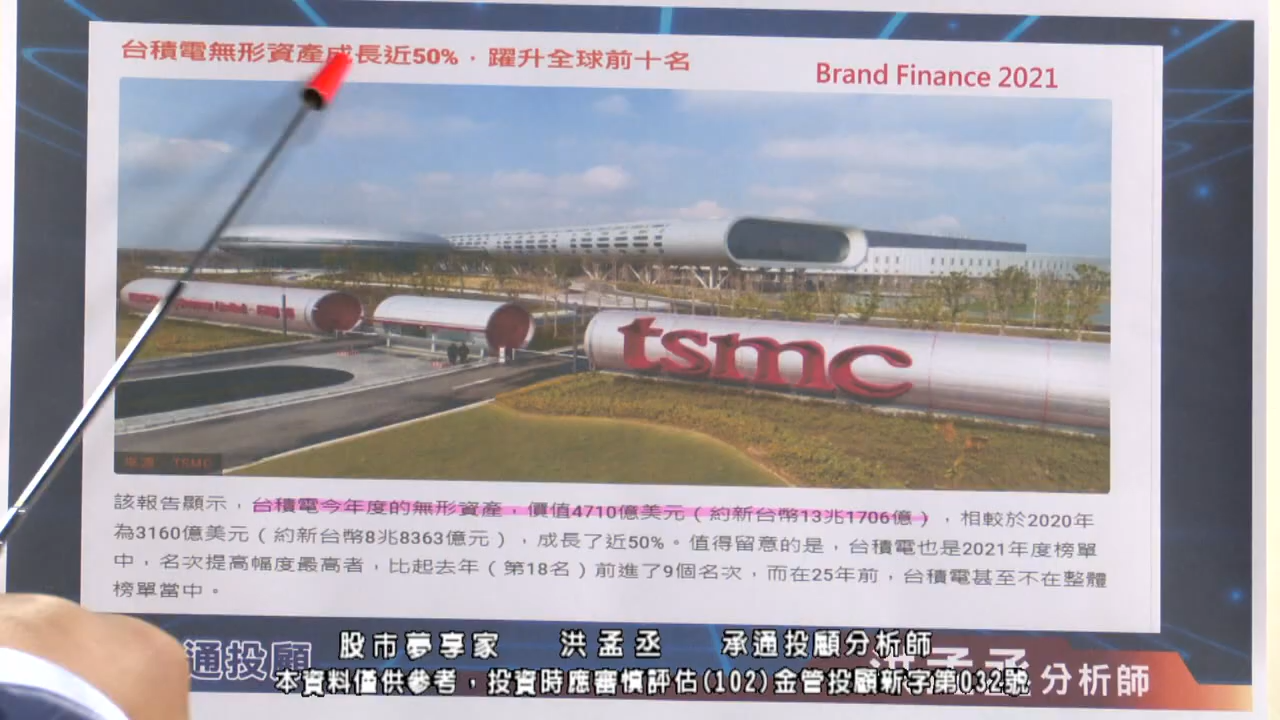 台積電無形資產成長近50%，躍升全球前十名
Brand Finance 2021
tsmc
TSMC
該報告顯示，台積電今年度的無形資產，價值4710億美元（約新台幣13兆1706億），相較於2020年
為3160億美元（約新台幣8兆8363億元），成長了近50%。值得留意的是，台積電也是2021年度榜單
中，名次提高幅度最高者，比起去年（第18名）前進了9個名次，而在25年前，台積電甚至不在整體
榜單當中。
通投顧
股市夢享家 洪孟丞 承通投顧分析師
洪孟丞 分析師
本資料僅供參考，投資時應審慎評估(102)金管投顧新字第032號